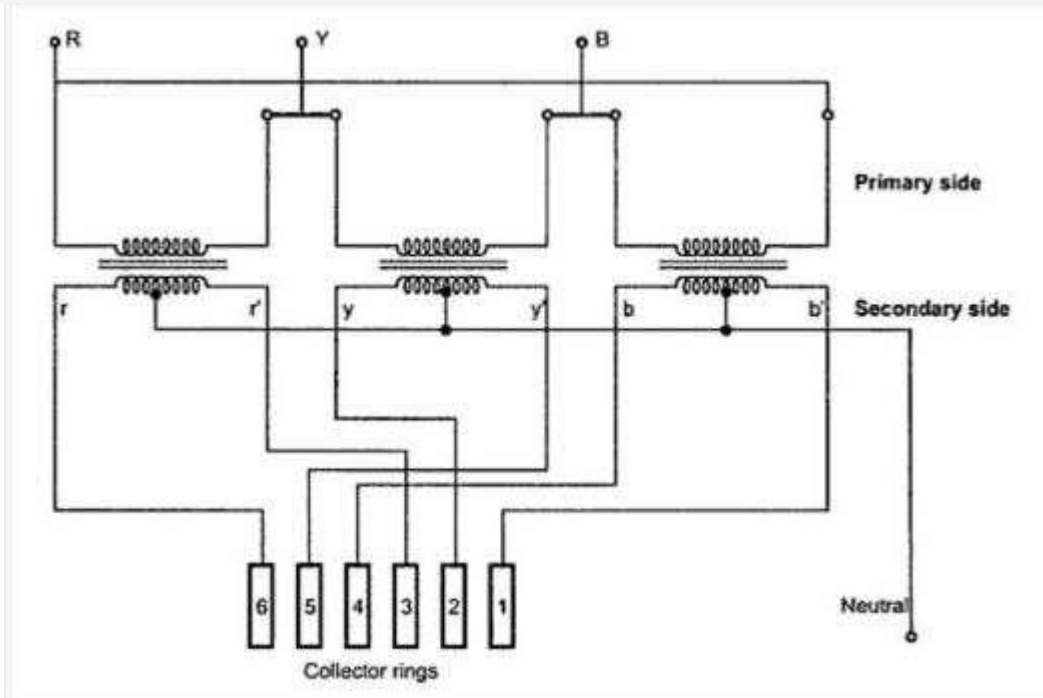 R Y B
Primary side
r r' y y' b b' Secondary side
6 5 4 3 2 1
Neutral
Collector rings